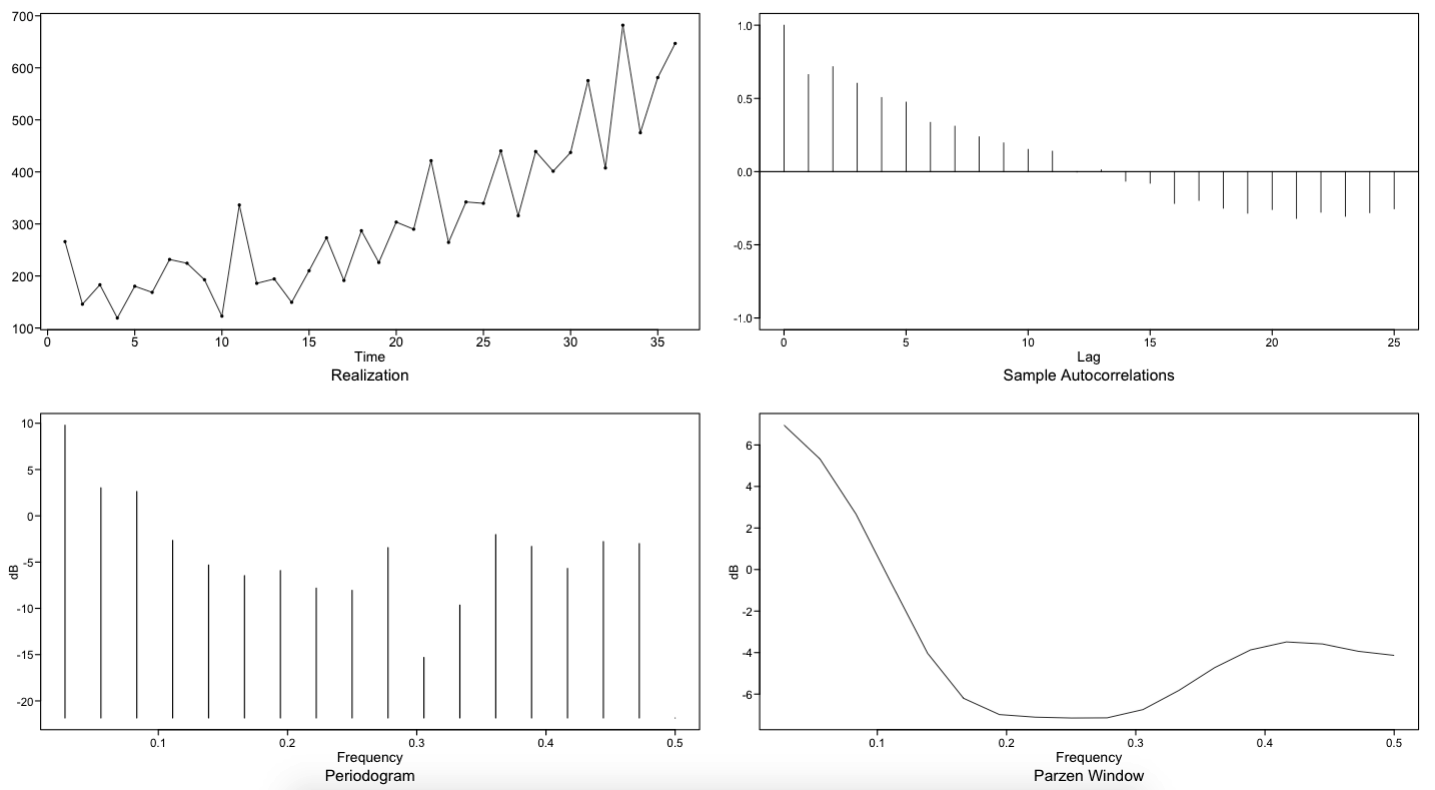 700
600
500
400
300
200
100
0 5 10 15 20 25 30 35
Time
Realization
1.0
0.5
0.0
-0.5
-1.0
0 5 10 15 20 25
Lag
Sample Autocorrelations
10
5
0
-5
-10
-15
-20
dB
0.1 0.2 0.3 0.4 0.5
Frequency
Periodogram
6
4
2
0
-2
-4
-6
dB
0.1 0.2 0.3 0.4 0.5
Frequency
Parzen Window